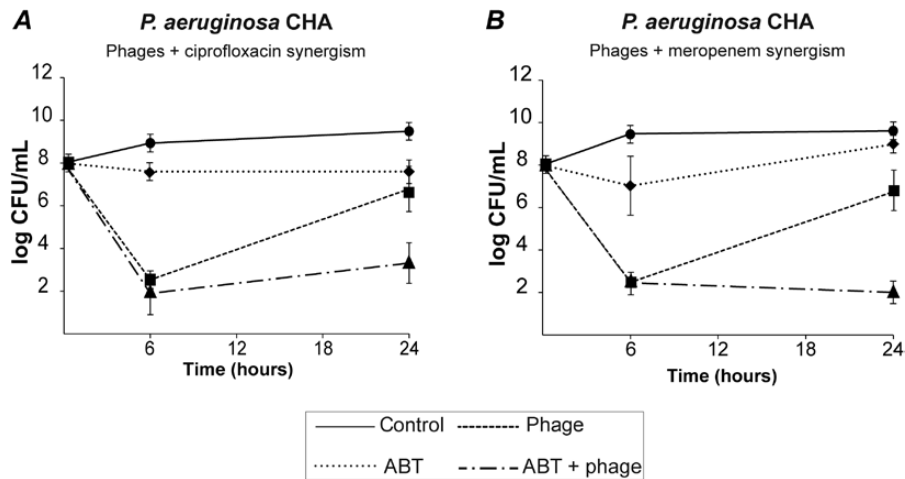 A
P. aeruginosa CHA
Phages + ciprofloxacin synergism
12
10
8
6
4
2
log CFU/mL
6
12
18
24
Time (hours)
B
P. aeruginosa CHA
Phages + meropenem synergism
12
10
8
6
4
2
log CFU/mL
6
12
18
24
Time (hours)
Control
Phage
ABT
ABT + phage